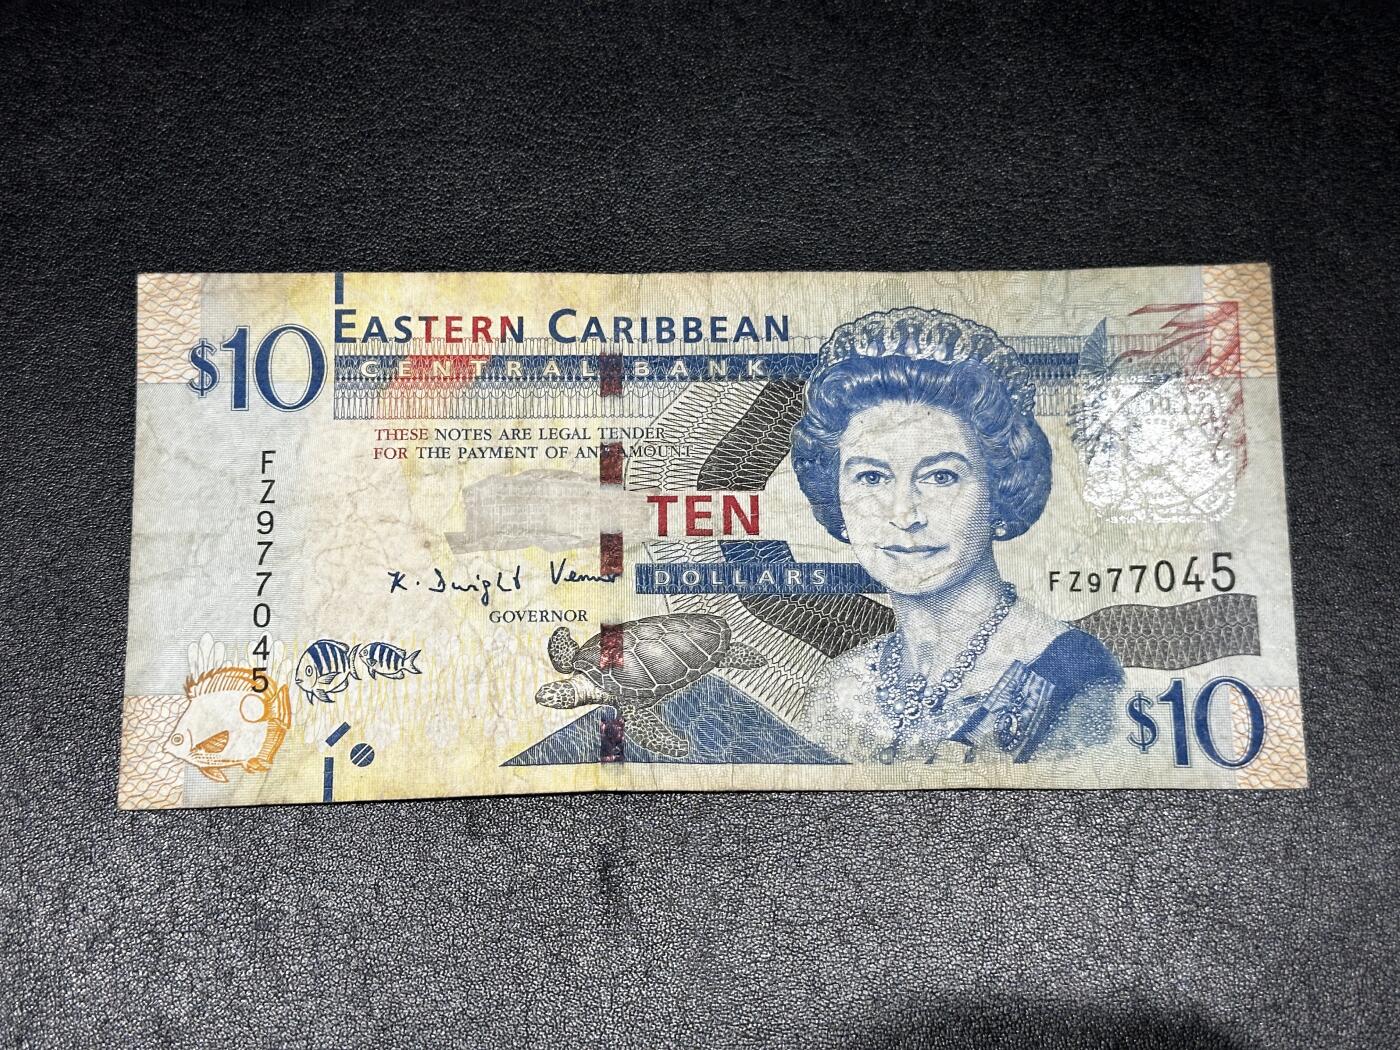 $10
EASTERN CARIBBEAN
CENTRAL BANK
THESE NOTES ARE LEGAL TENDER
FOR THE PAYMENT OF ANY AMOUNT
TEN
DOLLARS
K. Dwight Venner
GOVERNOR
FZ977045
FZ977045
$10